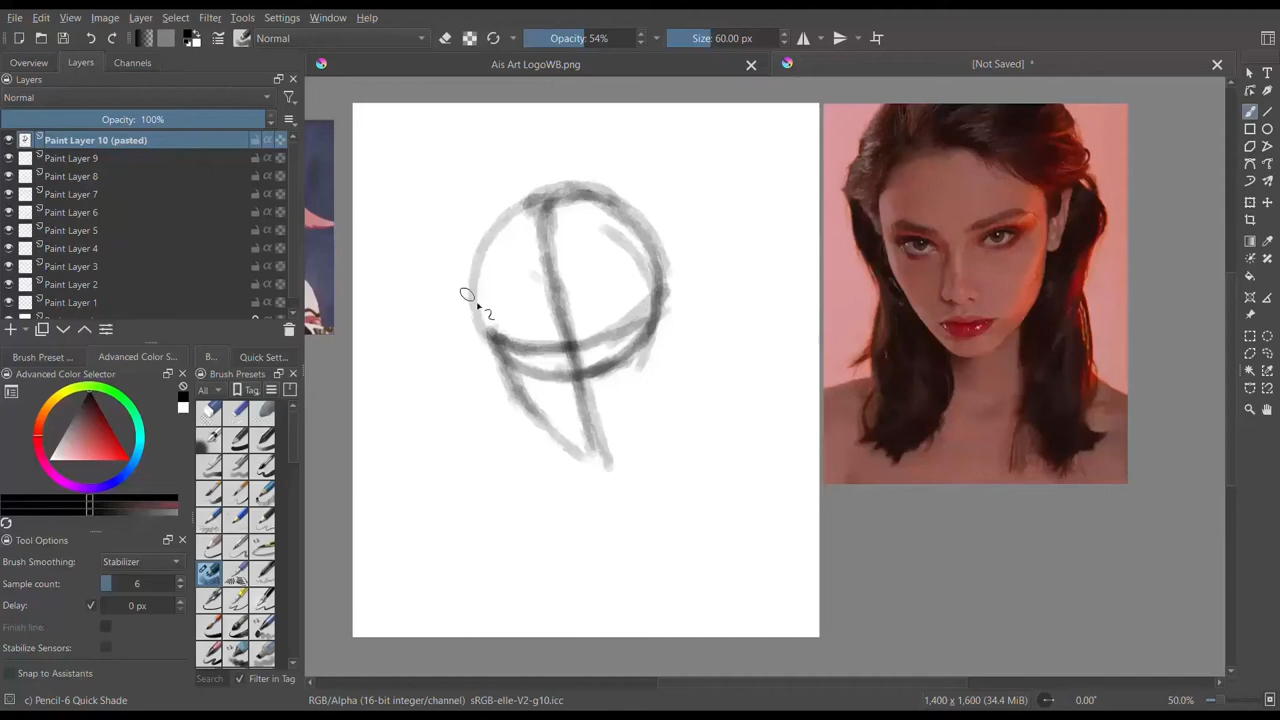 File Edit View Image Layer Select Filter Tools Settings Window Help
Normal Opacity: 54% Size: 60.00 px
Overview Layers Channels
Ais Art LogoWB.png [Not Saved] *
Layers
Normal
Opacity: 100%
Paint Layer 10 (pasted)
Paint Layer 9
Paint Layer 8
Paint Layer 7
Paint Layer 6
Paint Layer 5
Paint Layer 4
Paint Layer 3
Paint Layer 2
Paint Layer 1
Brush Preset ... Advanced Color S... B... Quick Sett...
Advanced Color Selector Brush Presets
All Tag
Tool Options
Brush Smoothing: Stabilizer
Sample count: 6
Delay: 0 px
Finish line:
Stabilize Sensors:
Snap to Assistants
Search Filter in Tag
c) Pencil-6 Quick Shade RGB/Alpha (16-bit integer/channel) sRGB-elle-V2-g10.icc 1,400 x 1,600 (34.4 MiB) 0.00° 50.0%